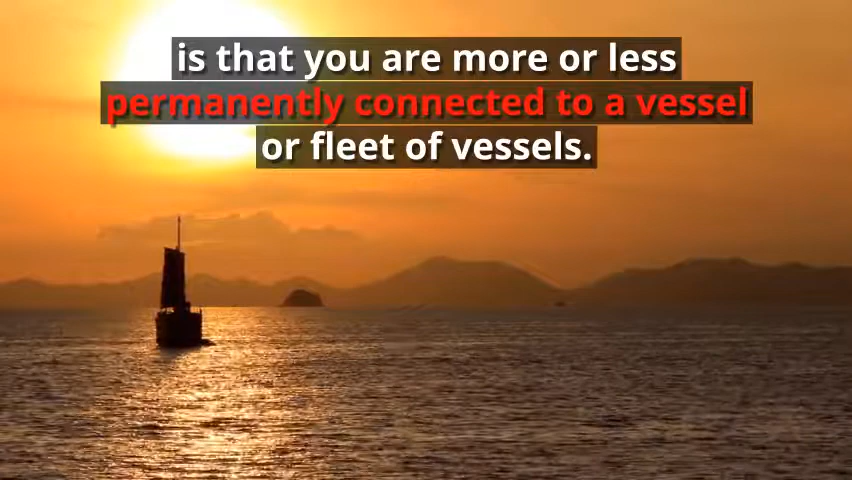 is that you are more or less
permanently connected to a vessel
or fleet of vessels.